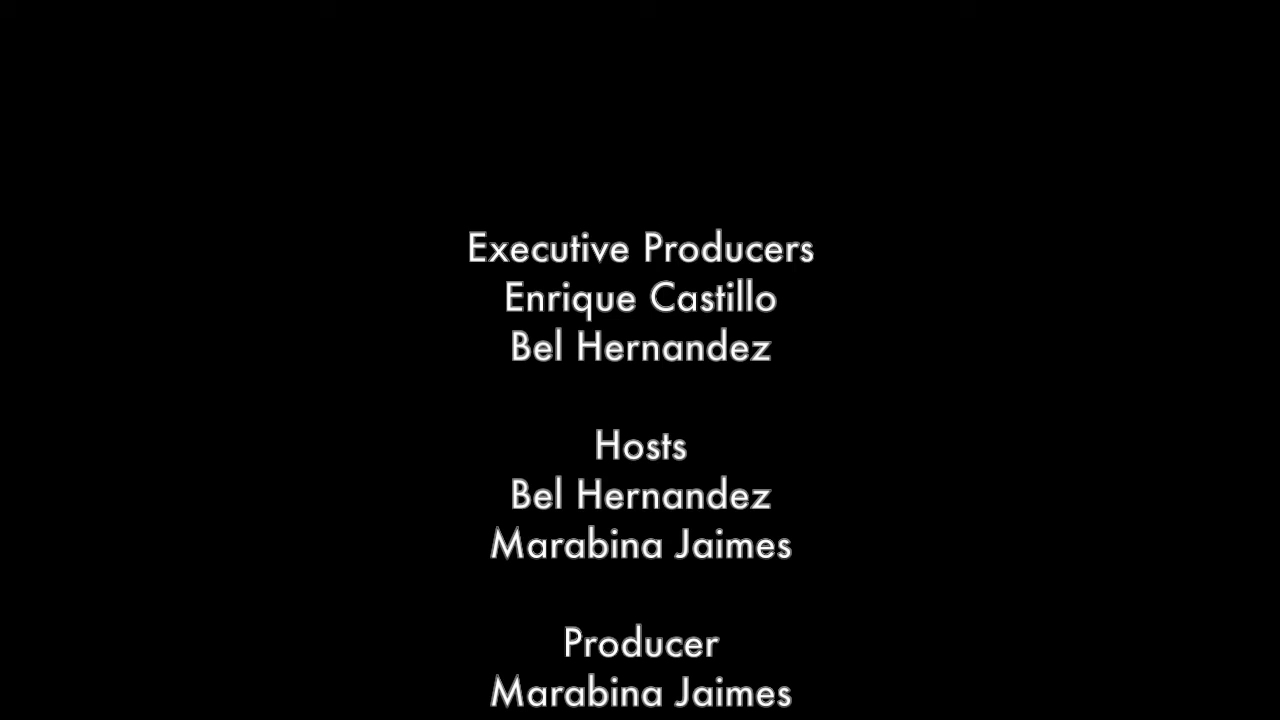 Executive Producers
Enrique Castillo
Bel Hernandez
Hosts
Bel Hernandez
Marabina Jaimes
Producer
Marabina Jaimes